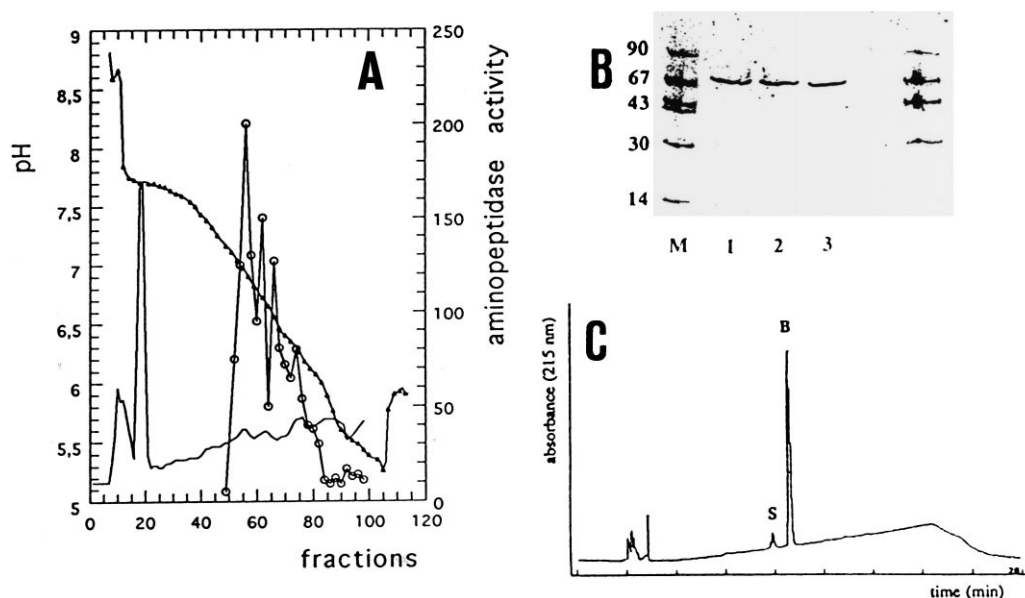 A
pH
9
8,5
8
7,5
7
6,5
6
5,5
5
250
200
150
100
50
0
aminopeptidase activity
0 20 40 60 80 100 120
fractions
B
90
67
43
30
14
M 1 2 3
C
absorbance (215 nm)
S
B
20
time (min)